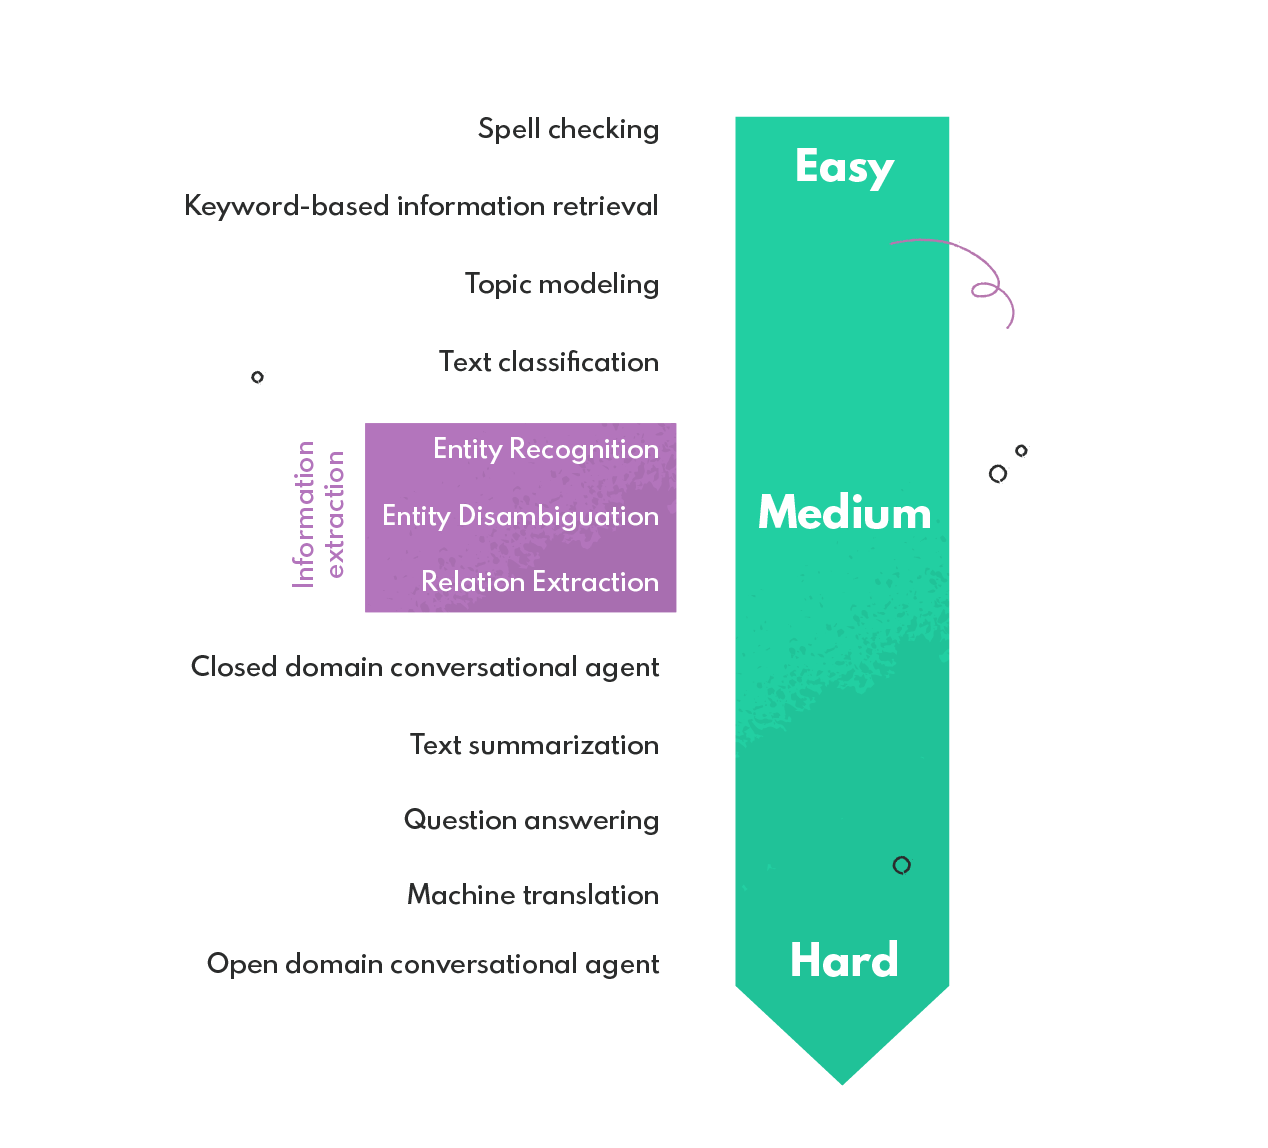 Spell checking
Easy
Keyword-based information retrieval
Topic modeling
Text classification
Information
extraction
Entity Recognition
Entity Disambiguation
Medium
Relation Extraction
Closed domain conversational agent
Text summarization
Question answering
Machine translation
Open domain conversational agent
Hard